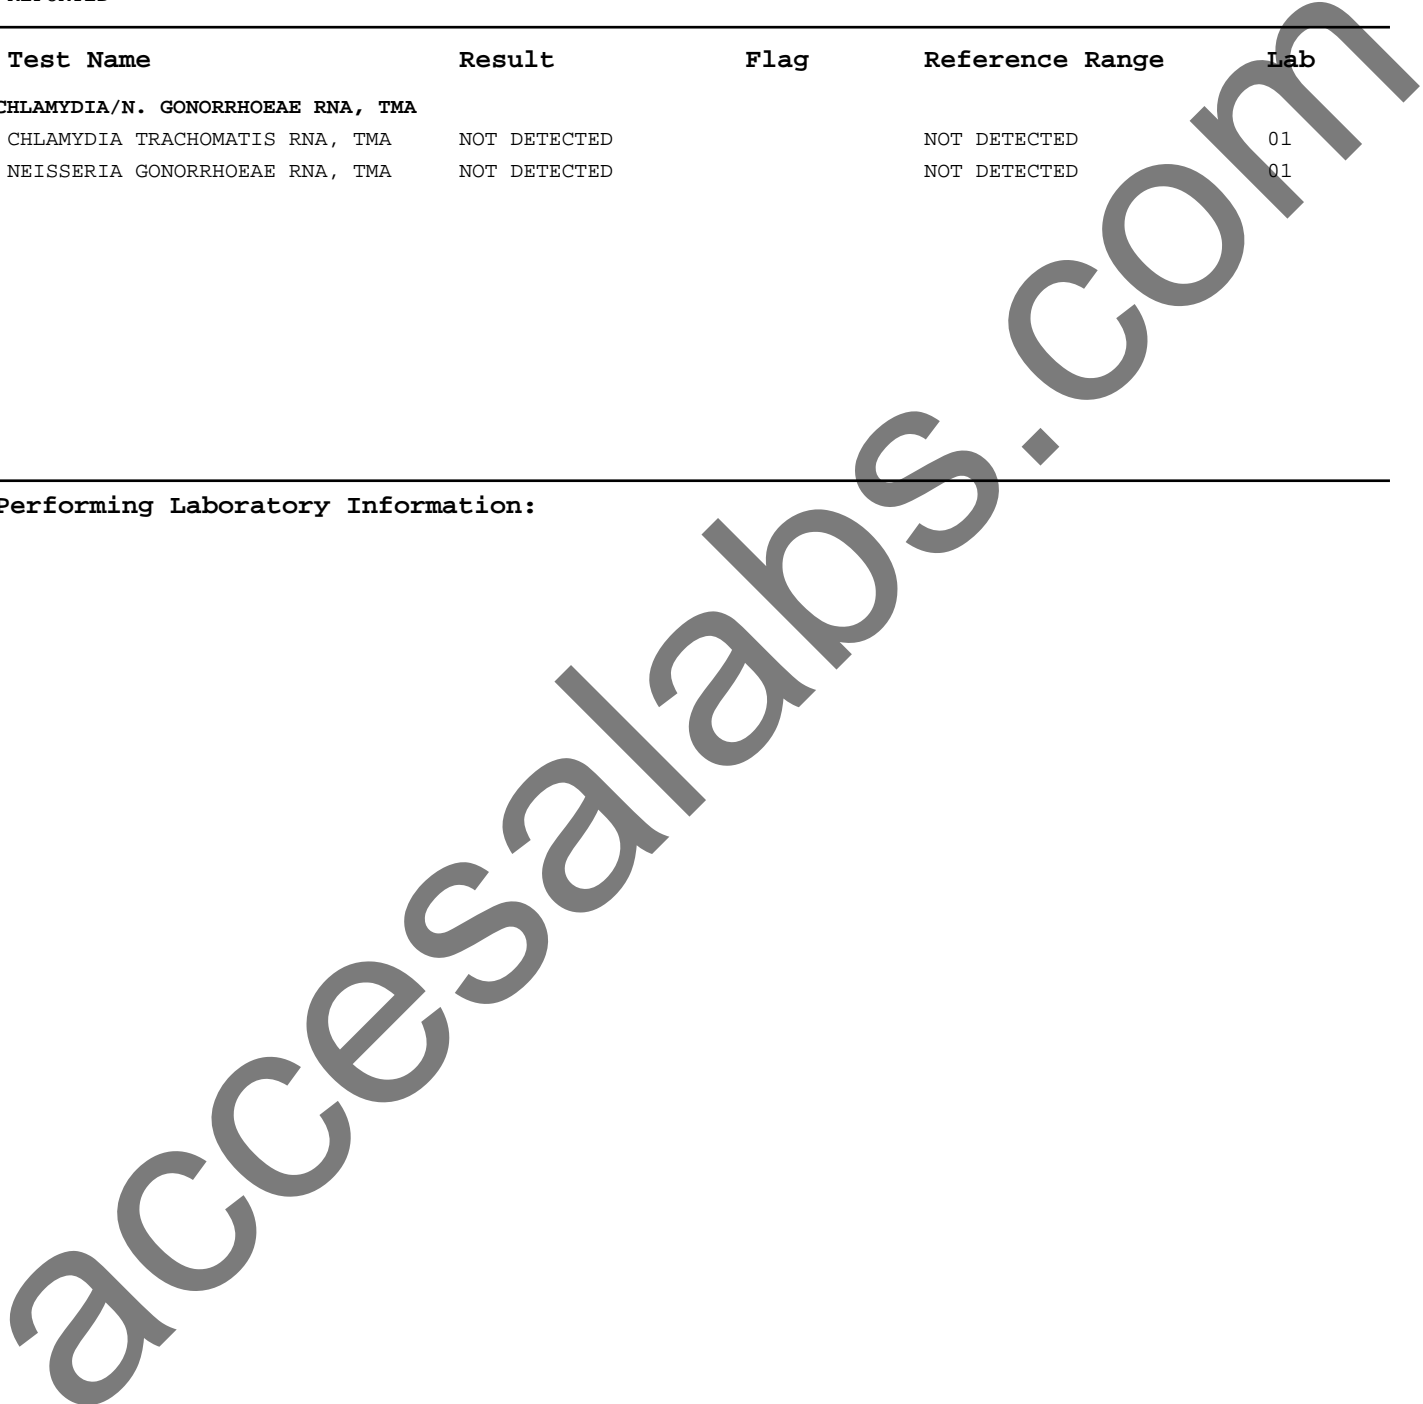 Test Name Result Flag Reference Range Lab
CHLAMYDIA/N. GONORRHOEAE RNA, TMA
CHLAMYDIA TRACHOMATIS RNA, TMA NOT DETECTED NOT DETECTED 01
NEISSERIA GONORRHOEAE RNA, TMA NOT DETECTED NOT DETECTED 01
Performing Laboratory Information:
accesalabs.com